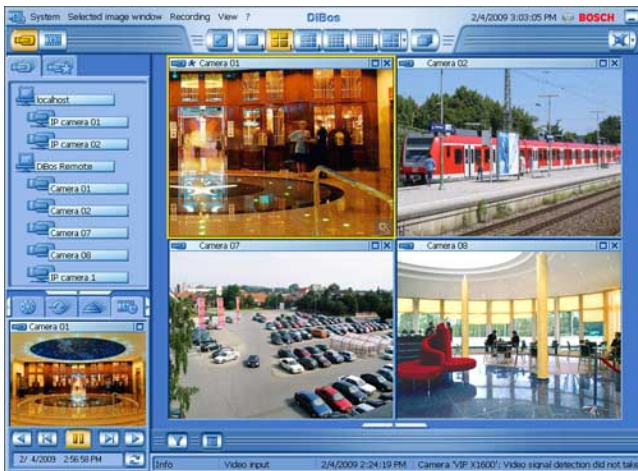 System Selected image window Recording View ? DiBos 2/4/2009 3:03:05 PM BOSCH
localhost
IP camera 01
IP camera 02
DiBos Remote
Camera 01
Camera 02
Camera 07
Camera 08
IP camera 1
Camera 01
Camera 02
Camera 07
Camera 08
Camera 01
2/ 4/2009 2:56:58 PM
Info Video input 2/4/2009 2:24:19 PM Camera 'VIP X1600': Video signal detection did not take